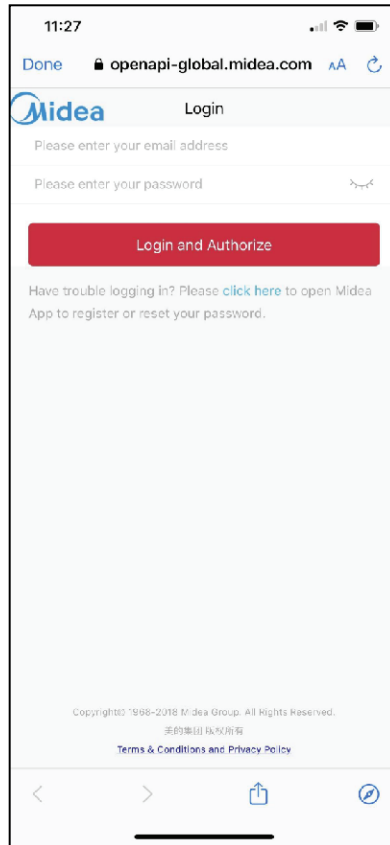 11:27
Done openapi-global.midea.com AA
Midea Login
Please enter your email address
Please enter your password
Login and Authorize
Have trouble logging in? Please click here to open Midea
App to register or reset your password.
Copyright© 1968-2018 Midea Group. All Rights Reserved.
美的集团 版权所有
Terms & Conditions and Privacy Policy